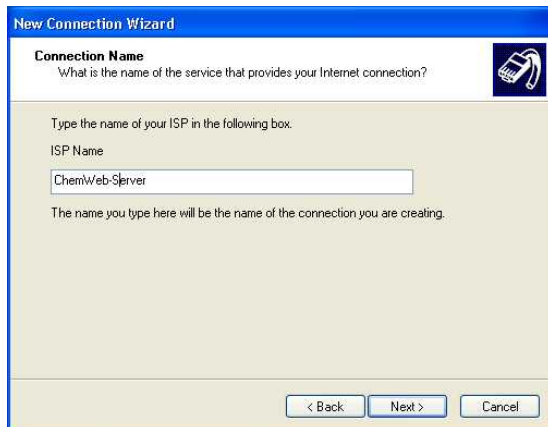 New Connection Wizard
Connection Name
What is the name of the service that provides your Internet connection?
Type the name of your ISP in the following box.
ISP Name
ChemWeb-Server
The name you type here will be the name of the connection you are creating.
< Back Next > Cancel